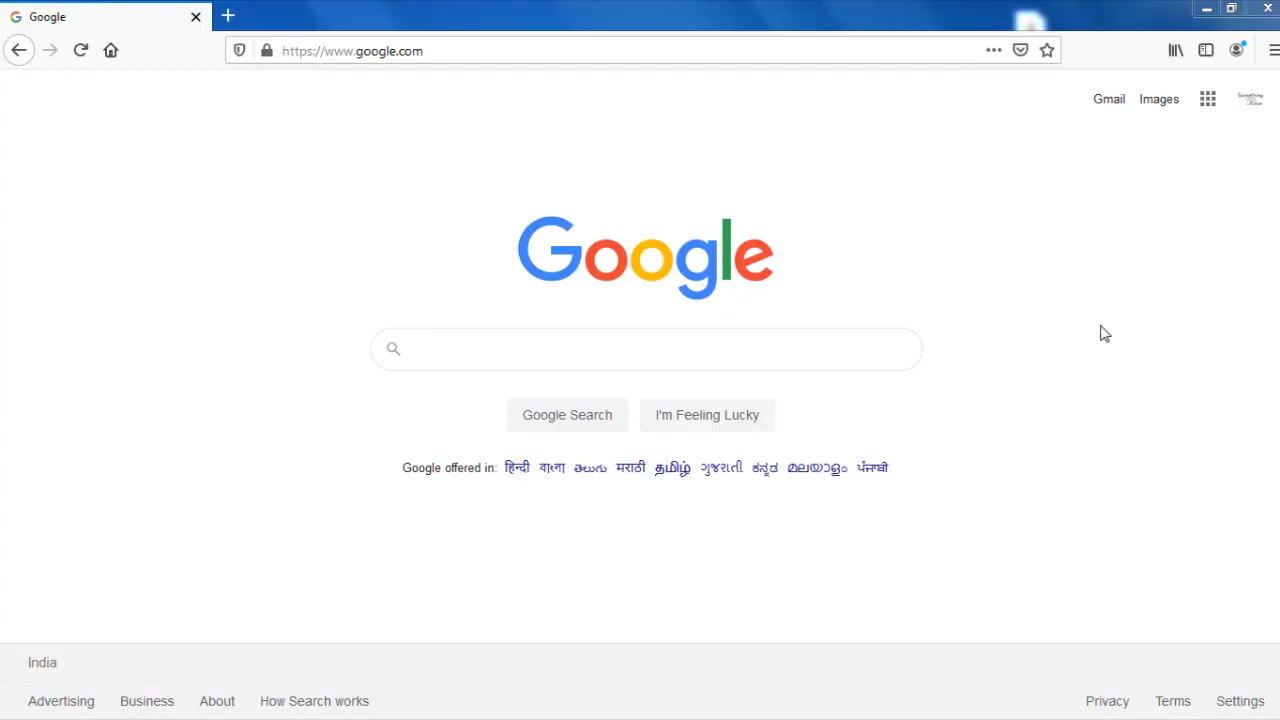 Google
https://www.google.com
Gmail Images
Google
Google Search I'm Feeling Lucky
Google offered in: हिन्दी বাংলা తెలుగు मराठी தமிழ் ગુજરાતી ಕನ್ನಡ മലയാളം ਪੰਜਾਬੀ
India
Advertising Business About How Search works Privacy Terms Settings